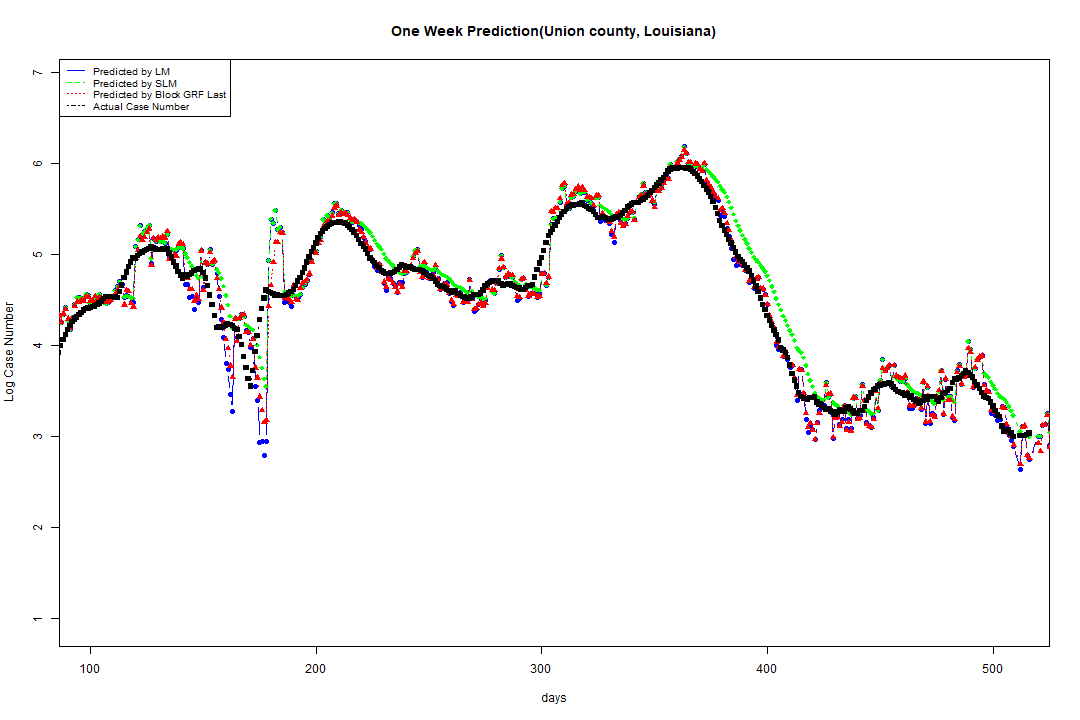 One Week Prediction(Union county, Louisiana)
Predicted by LM
Predicted by SLM
Predicted by Block GRF Last
Actual Case Number
Log Case Number
7
6
5
4
3
2
1
100 200 300 400 500
days